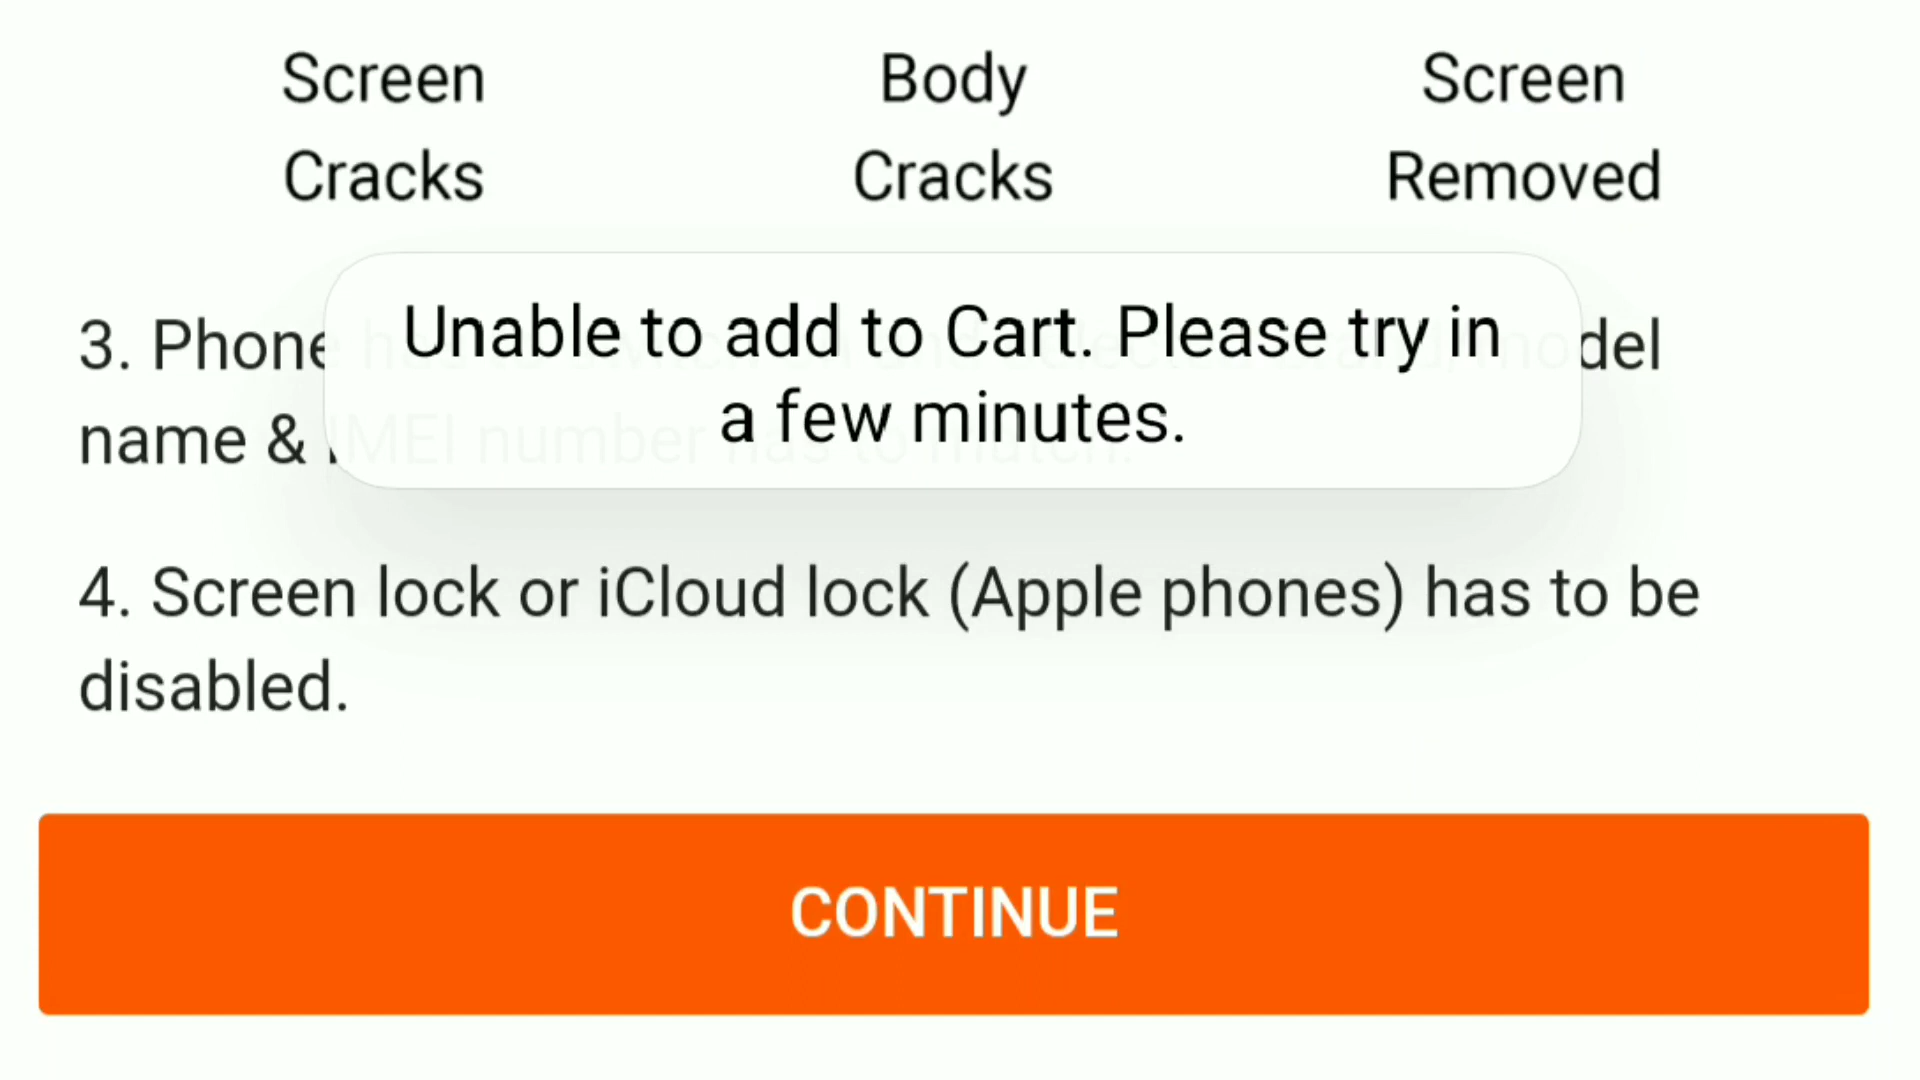 Screen Body Screen
Cracks Cracks Removed
Unable to add to Cart. Please try in
a few minutes.
3. Phone del
name &
4. Screen lock or iCloud lock (Apple phones) has to be
disabled.
CONTINUE